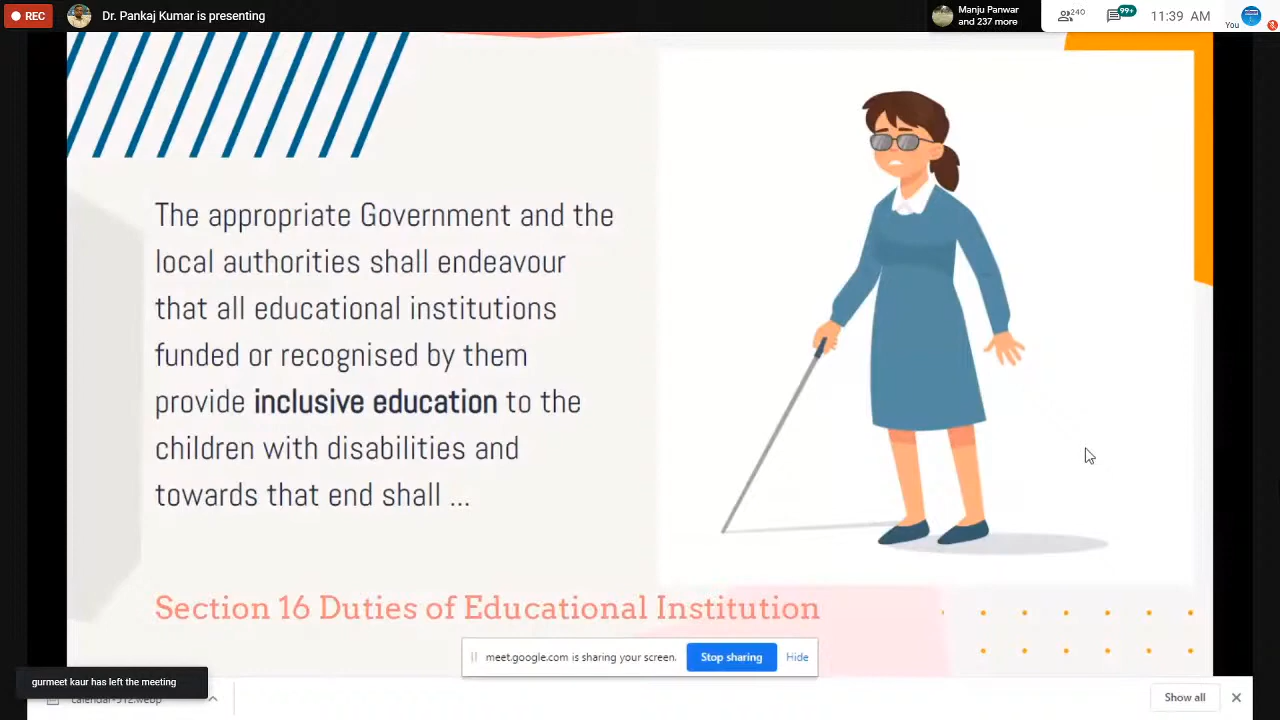 REC
Dr. Pankaj Kumar is presenting
Manju Panwar
and 237 more
240
99+
11:39 AM
You
The appropriate Government and the
local authorities shall endeavour
that all educational institutions
funded or recognised by them
provide inclusive education to the
children with disabilities and
towards that end shall ...
Section 16 Duties of Educational Institution
meet.google.com is sharing your screen.
Stop sharing
Hide
gurmeet kaur has left the meeting
Show all